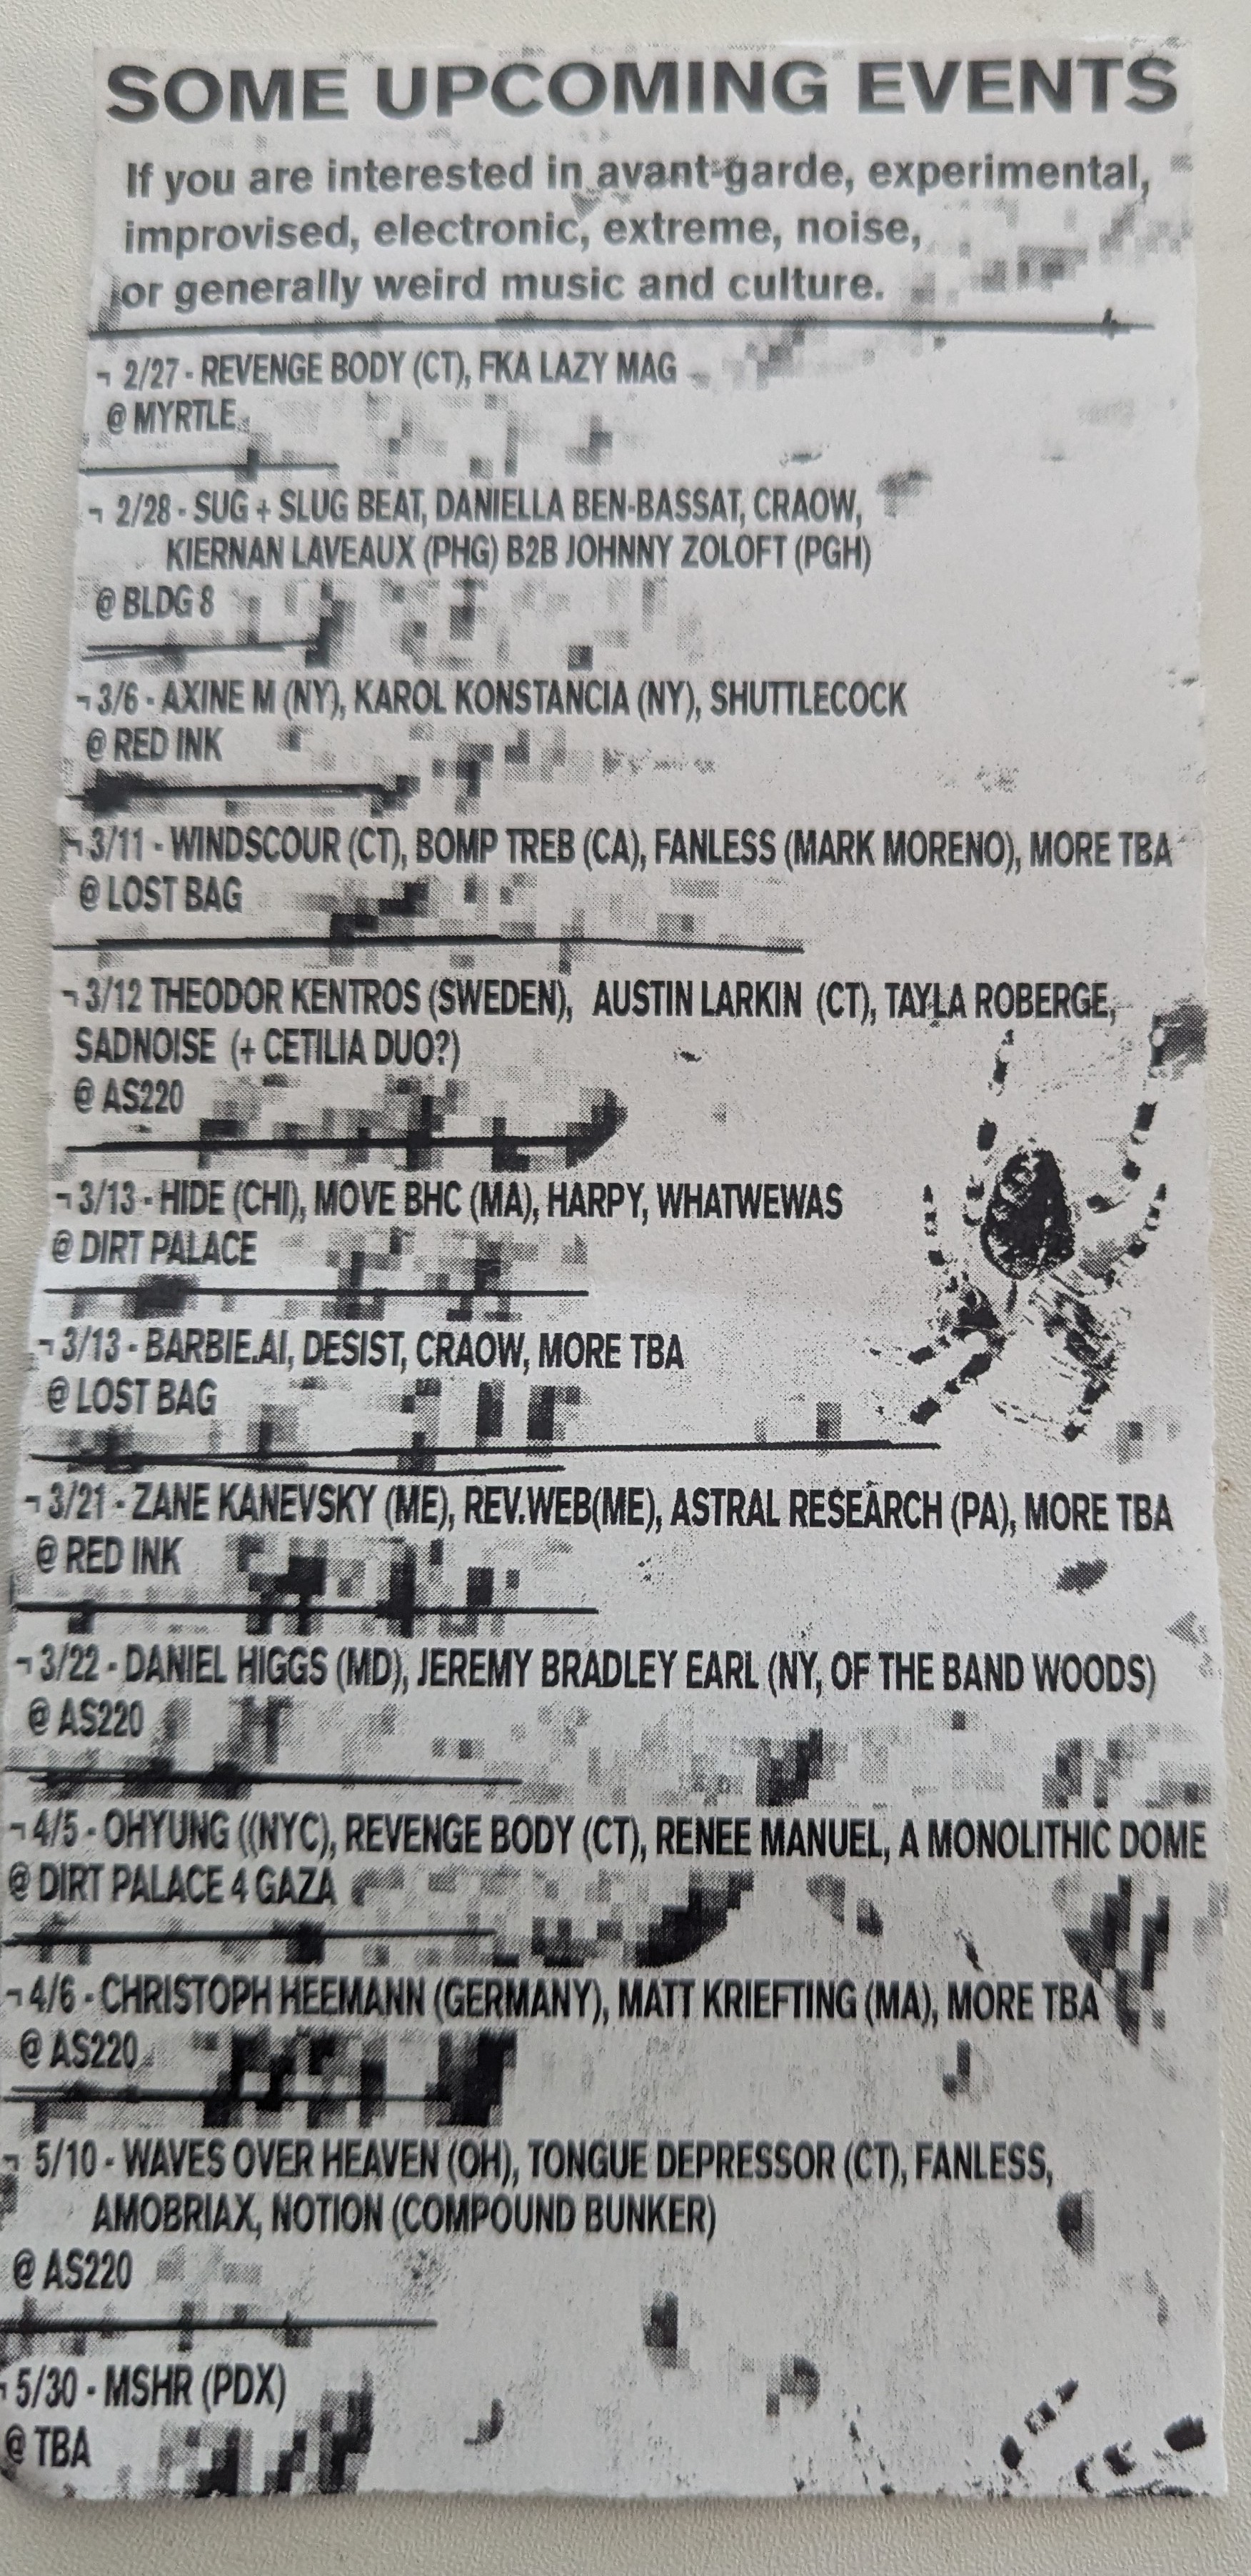 SOME UPCOMING EVENTS
If you are interested in avant-garde, experimental,
improvised, electronic, extreme, noise,
or generally weird music and culture.
¬ 2/27 - REVENGE BODY (CT), FKA LAZY MAG
@ MYRTLE
¬ 2/28 - SUG + SLUG BEAT, DANIELLA BEN-BASSAT, CRAOW,
KIERNAN LAVEAUX (PHG) B2B JOHNNY ZOLOFT (PGH)
@ BLDG 8
¬ 3/6 - AXINE M (NY), KAROL KONSTANCIA (NY), SHUTTLECOCK
@ RED INK
¬ 3/11 - WINDSCOUR (CT), BOMP TREB (CA), FANLESS (MARK MORENO), MORE TBA
@ LOST BAG
¬ 3/12 THEODOR KENTROS (SWEDEN), AUSTIN LARKIN (CT), TAYLA ROBERGE,
SADNOISE (+ CETILIA DUO?)
@ AS220
¬ 3/13 - HIDE (CHI), MOVE BHC (MA), HARPY, WHATWEWAS
@ DIRT PALACE
¬ 3/13 - BARBIE.AI, DESIST, CRAOW, MORE TBA
@ LOST BAG
¬ 3/21 - ZANE KANEVSKY (ME), REV.WEB(ME), ASTRAL RESEARCH (PA), MORE TBA
@ RED INK
¬ 3/22 - DANIEL HIGGS (MD), JEREMY BRADLEY EARL (NY, OF THE BAND WOODS)
@ AS220
¬ 4/5 - OHYUNG ((NYC), REVENGE BODY (CT), RENEE MANUEL, A MONOLITHIC DOME
@ DIRT PALACE 4 GAZA
¬ 4/6 - CHRISTOPH HEEMANN (GERMANY), MATT KRIEFTING (MA), MORE TBA
@ AS220
¬ 5/10 - WAVES OVER HEAVEN (OH), TONGUE DEPRESSOR (CT), FANLESS,
AMOBRIAX, NOTION (COMPOUND BUNKER)
@ AS220
¬ 5/30 - MSHR (PDX)
@ TBA